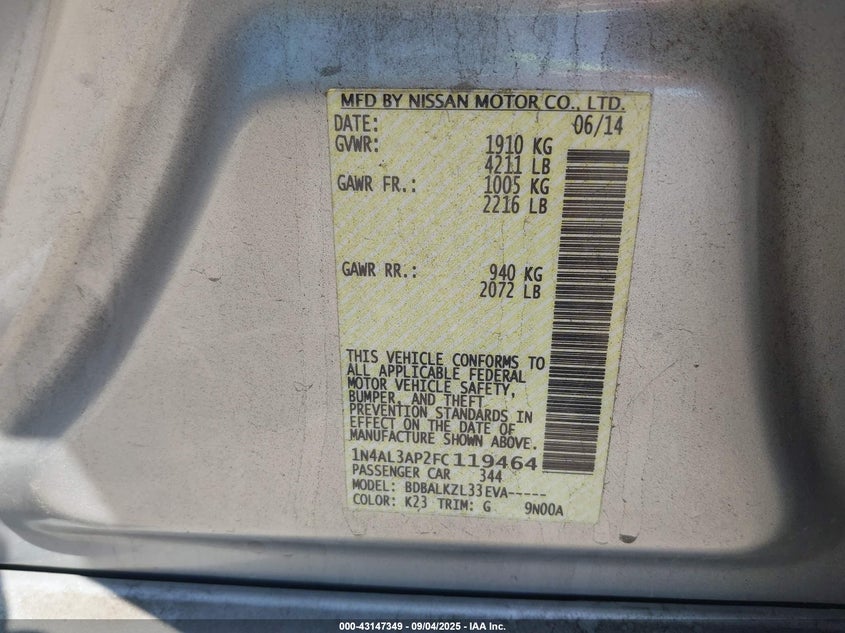 MFD BY NISSAN MOTOR CO., LTD.
DATE: 06/14
GVWR: 1910 KG
4211 LB
GAWR FR.: 1005 KG
2216 LB
GAWR RR.: 940 KG
2072 LB
THIS VEHICLE CONFORMS TO
ALL APPLICABLE FEDERAL
MOTOR VEHICLE SAFETY,
BUMPER, AND THEFT
PREVENTION STANDARDS IN
EFFECT ON THE DATE OF
MANUFACTURE SHOWN ABOVE.
1N4AL3AP2FC119464
PASSENGER CAR 344
MODEL: BDBALKZL33EVA-----
COLOR: K23 TRIM: G 9N00A
000-43147349 - 09/04/2025 - IAA Inc.